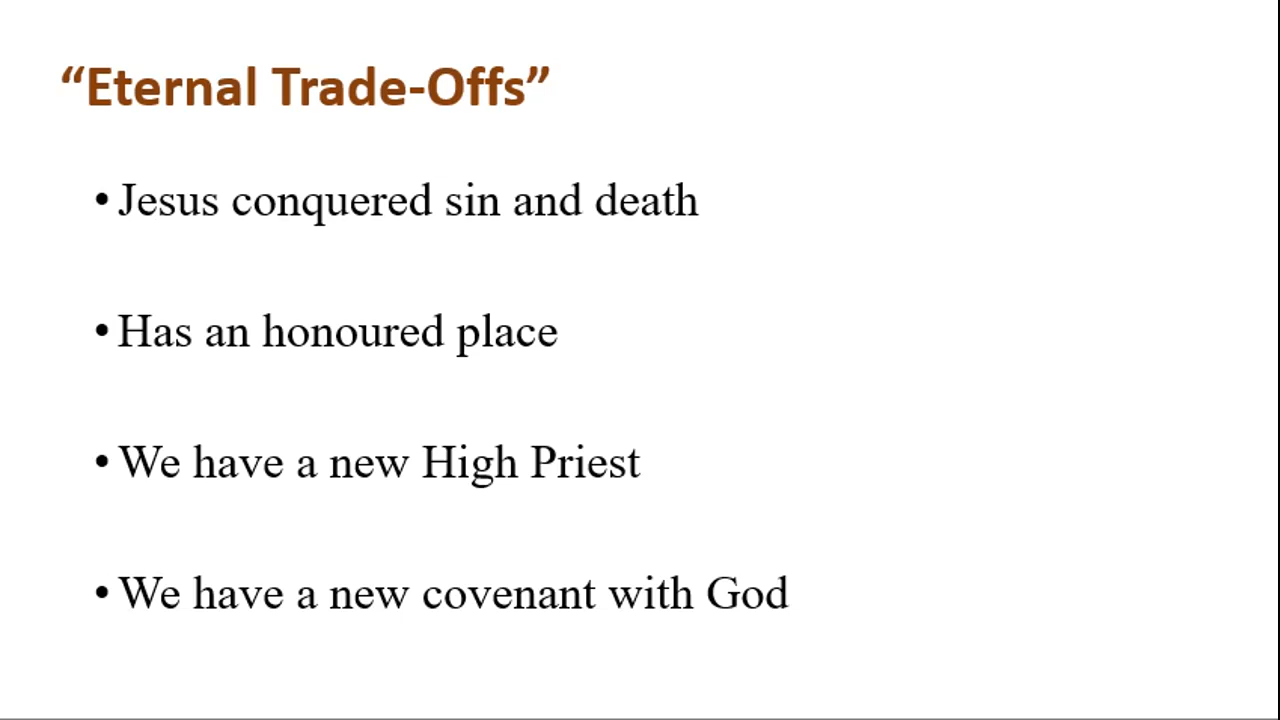 “Eternal Trade-Offs”
• Jesus conquered sin and death
• Has an honoured place
• We have a new High Priest
• We have a new covenant with God